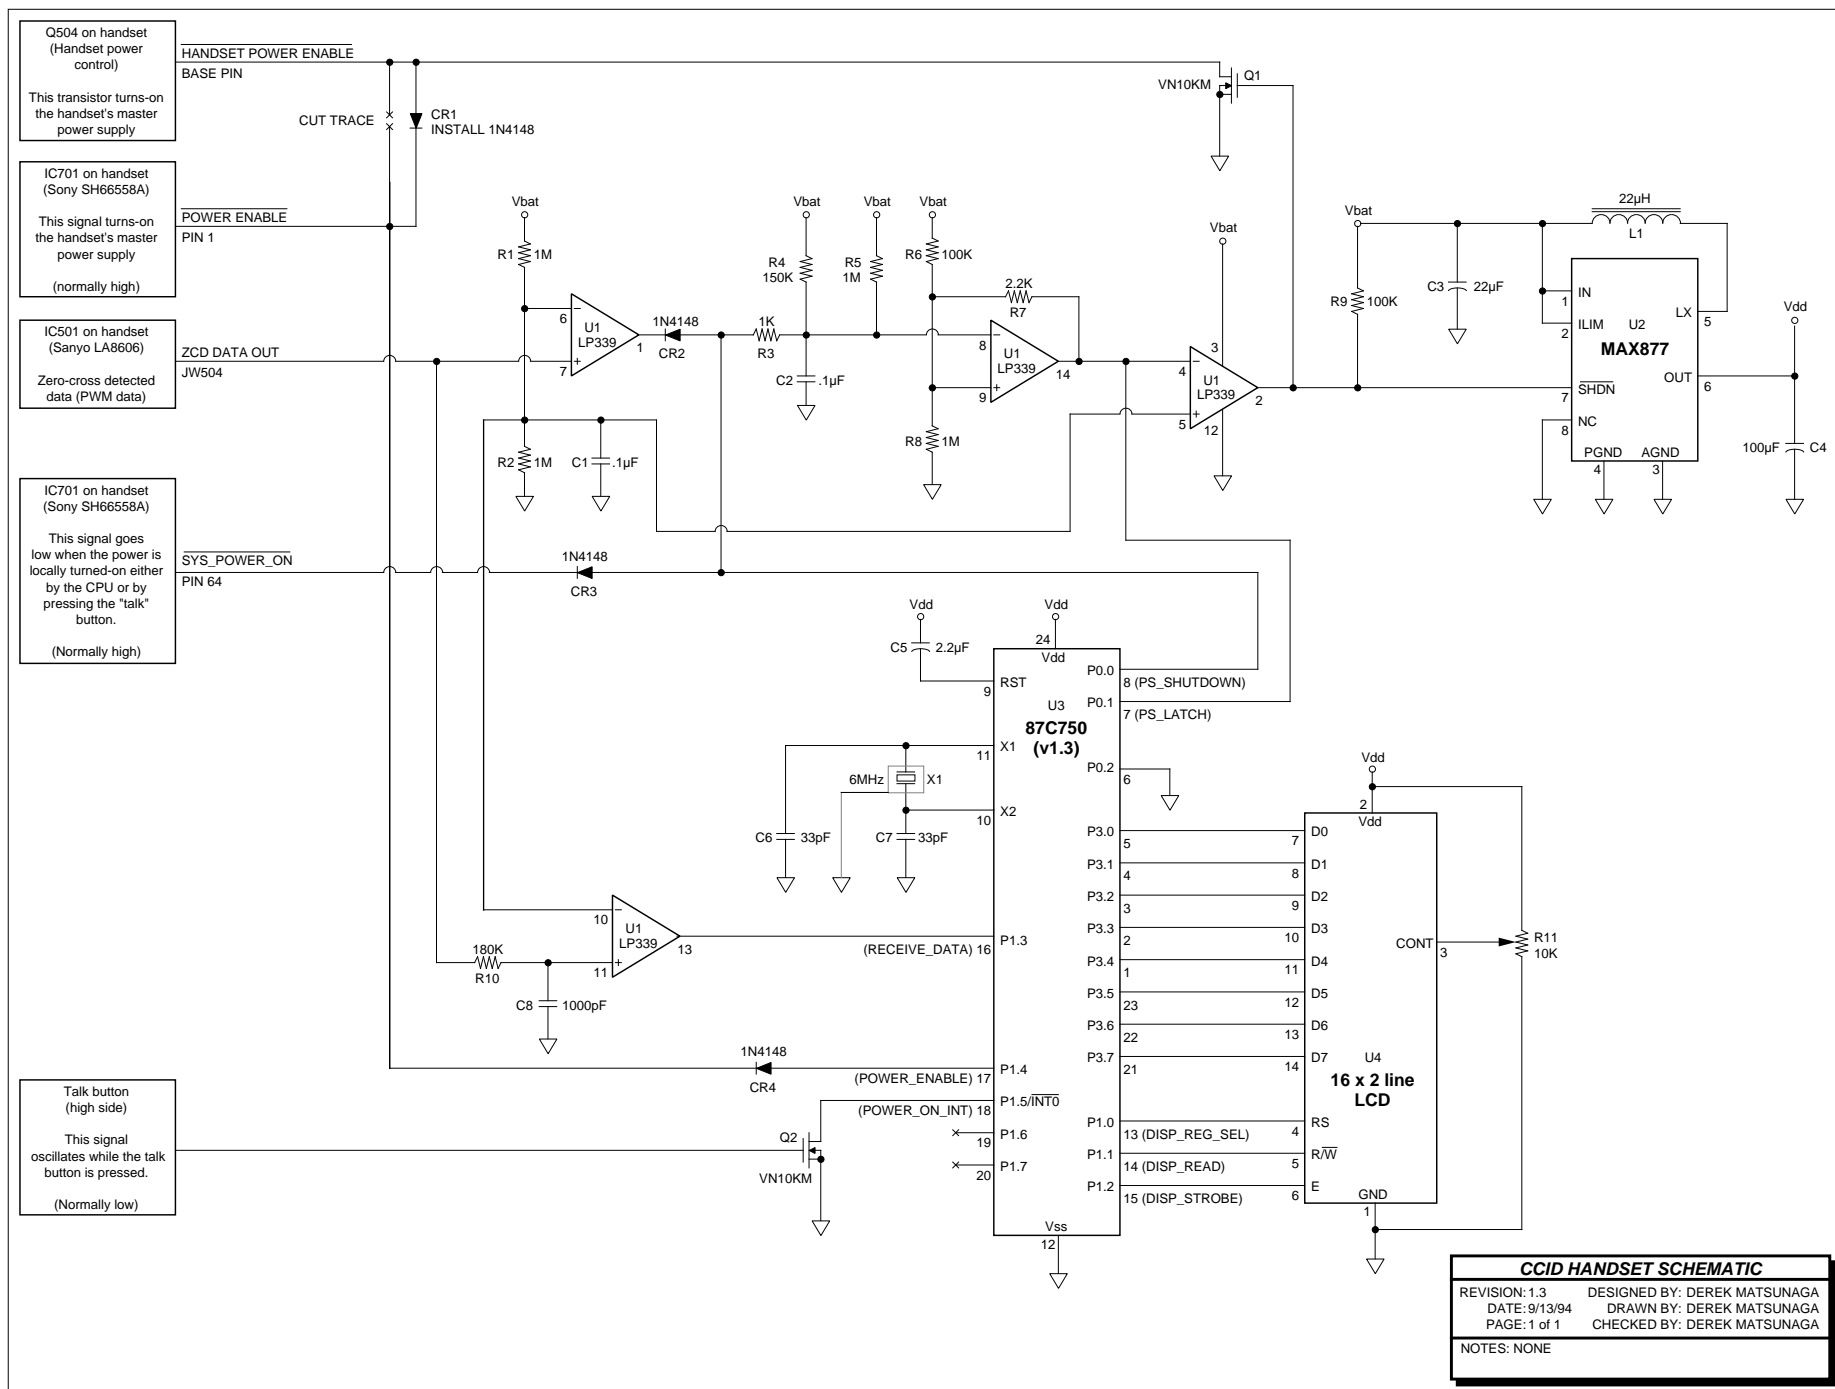 Q504 on handset
(Handset power
control)
This transistor turns-on
the handset's master
power supply
HANDSET POWER ENABLE
BASE PIN
CUT TRACE
CR1
INSTALL 1N4148
VN10KM
Q1
IC701 on handset
(Sony SH66558A)
This signal turns-on
the handset's master
power supply
(normally high)
POWER ENABLE
PIN 1
IC501 on handset
(Sanyo LA8606)
Zero-cross detected
data (PWM data)
ZCD DATA OUT
JW504
IC701 on handset
(Sony SH66558A)
This signal goes
low when the power is
locally turned-on either
by the CPU or by
pressing the "talk"
button.
(Normally high)
SYS_POWER_ON
PIN 64
Talk button
(high side)
This signal
oscillates while the talk
button is pressed.
(Normally low)
Vbat
R1 1M
6
7
U1
LP339
1
1N4148
CR2
R2 1M
C1 .1µF
Vbat
R4
150K
Vbat
R5
1M
1K
R3
C2 .1µF
Vbat
R6 100K
2.2K
R7
8
9
U1
LP339
14
R8 1M
Vbat
3
4
5
U1
LP339
2
12
Vbat
R9 100K
C3 22µF
22µH
L1
1 IN
2 ILIM
LX 5
U2
MAX877
OUT 6
7 SHDN
8 NC
PGND AGND
4 3
Vdd
100µF C4
1N4148
CR3
Vdd
C5 2.2µF
Vdd
24
Vdd
9 RST
U3
87C750
(v1.3)
11 X1
6MHz X1
10 X2
C6 33pF
C7 33pF
P0.0
8 (PS_SHUTDOWN)
P0.1
7 (PS_LATCH)
P0.2
6
P3.0
5
P3.1
4
P3.2
3
P3.3
2
P3.4
1
P3.5
23
P3.6
22
P3.7
21
P1.0
13 (DISP_REG_SEL)
P1.1
14 (DISP_READ)
P1.2
15 (DISP_STROBE)
10
11
U1
LP339
13
180K
R10
C8 1000pF
(RECEIVE_DATA) 16
P1.3
1N4148
CR4
(POWER_ENABLE) 17
P1.4
(POWER_ON_INT) 18
P1.5/INT0
19
P1.6
20
P1.7
Q2
VN10KM
Vss
12
Vdd
2
Vdd
7 D0
8 D1
9 D2
10 D3
11 D4
12 D5
13 D6
14 D7
CONT 3
R11
10K
U4
16 x 2 line
LCD
4 RS
5 R/W
6 E
GND
1
CCID HANDSET SCHEMATIC
REVISION: 1.3 DESIGNED BY: DEREK MATSUNAGA
DATE: 9/13/94 DRAWN BY: DEREK MATSUNAGA
PAGE: 1 of 1 CHECKED BY: DEREK MATSUNAGA
NOTES: NONE